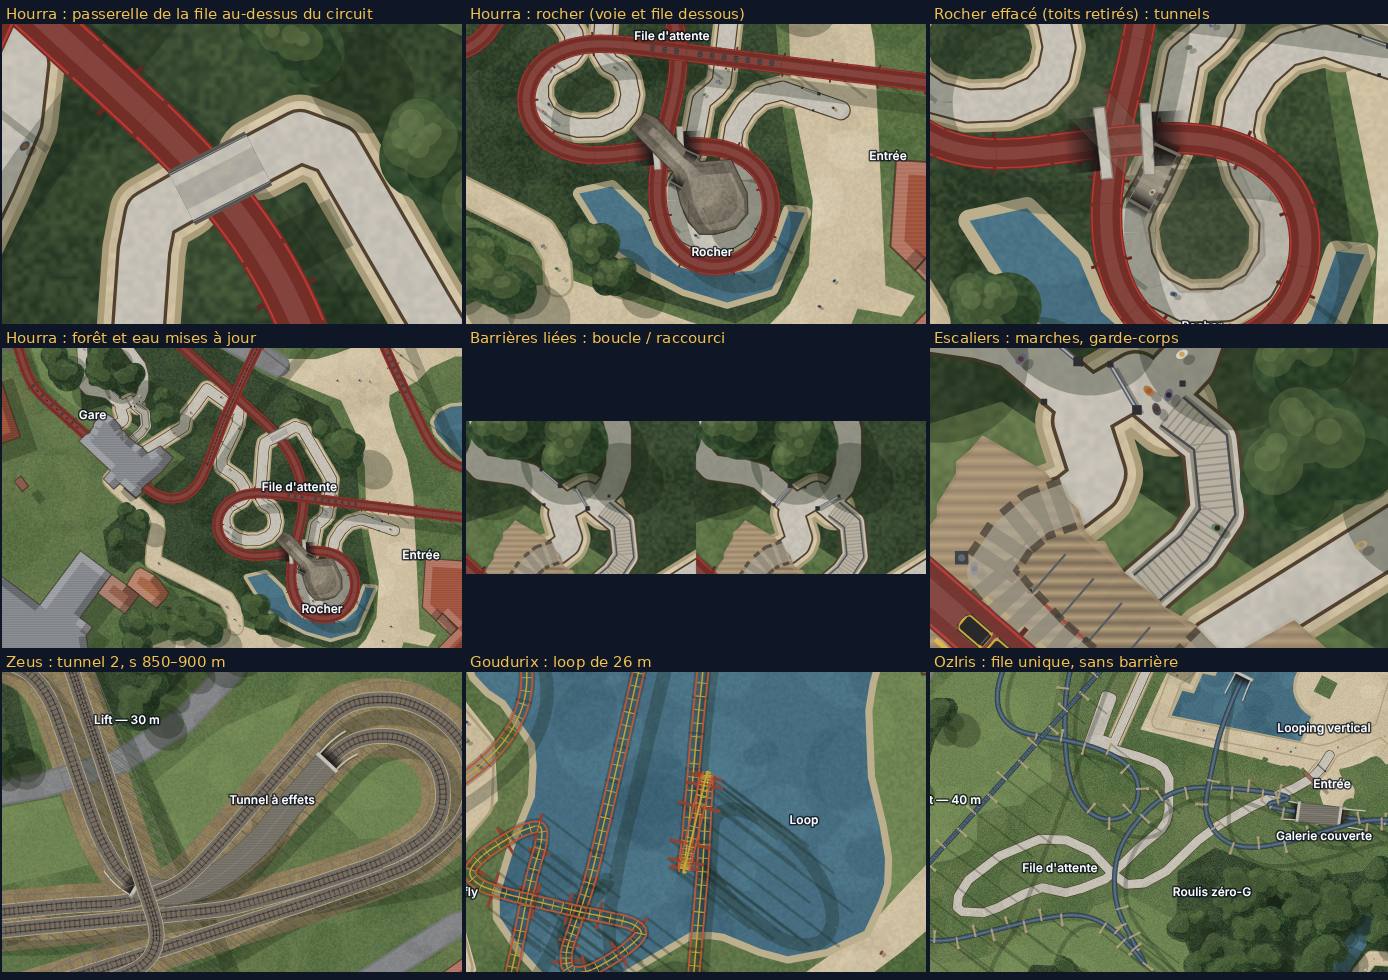 Hourra : passerelle de la file au-dessus du circuit
Hourra : rocher (voie et file dessous)
File d'attente
Entrée
Rocher
Rocher effacé (toits retirés) : tunnels
Hourra : forêt et eau mises à jour
Gare
File d'attente
Entrée
Rocher
Barrières liées : boucle / raccourci
Escaliers : marches, garde-corps
Zeus : tunnel 2, s 850–900 m
Lift — 30 m
Tunnel à effets
Goudurix : loop de 26 m
Loop
fly
OzIris : file unique, sans barrière
Looping vertical
Entrée
t — 40 m
Galerie couverte
File d'attente
Roulis zéro-G